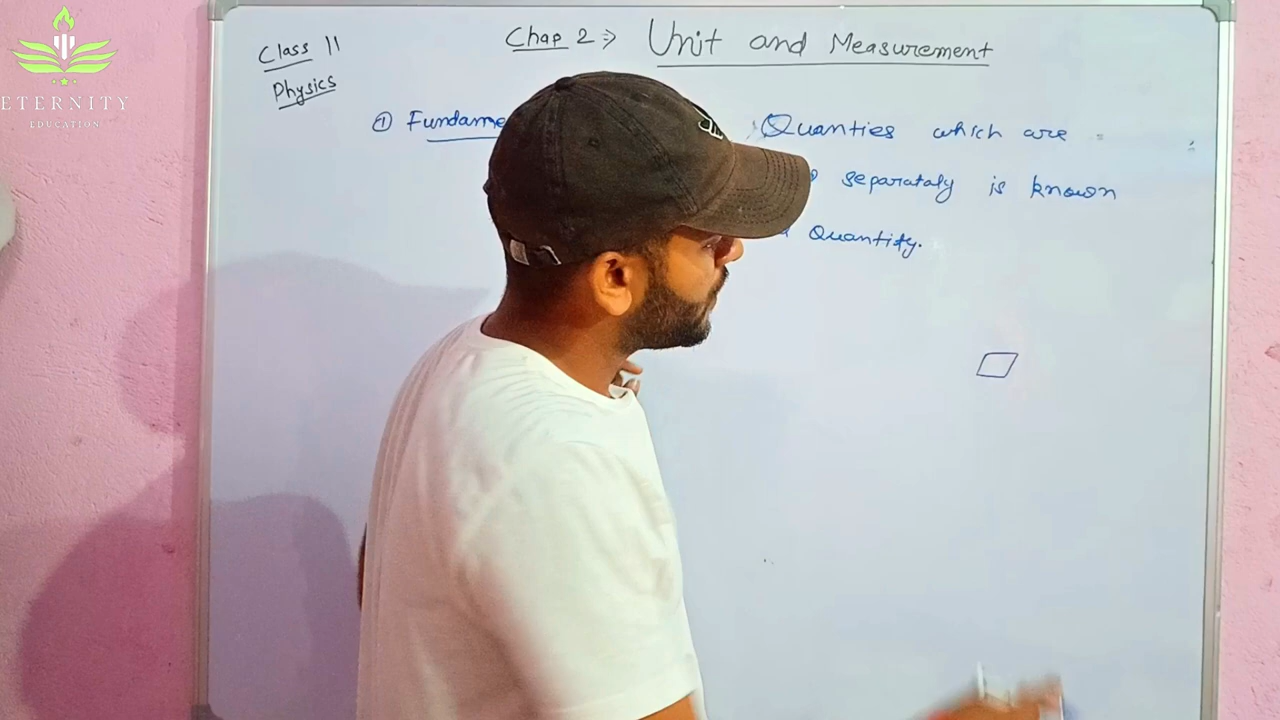 ETERNITY
EDUCATION
Class 11
Physics
Chap 2 ⇒ Unit and Measurement
① Fundame Quanties which are
separataly is known
Quantity.